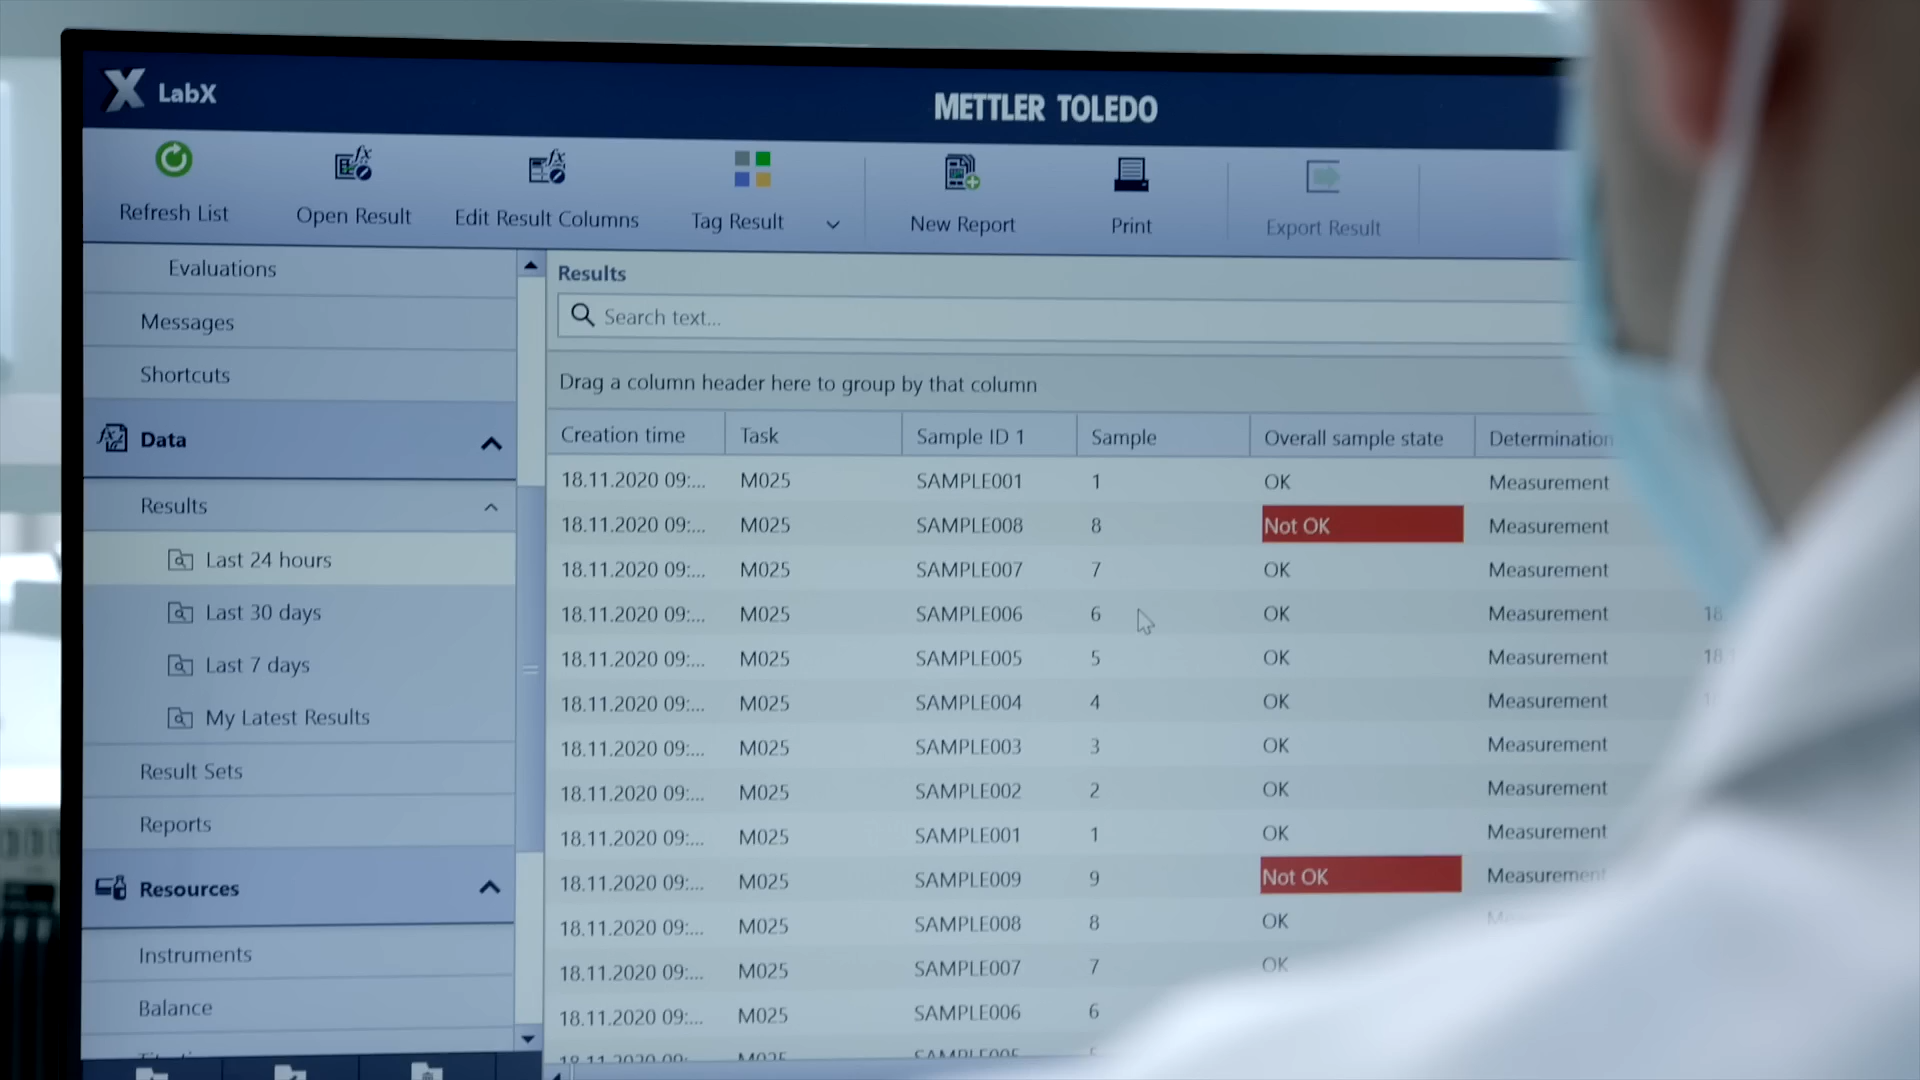 LabX
METTLER TOLEDO
Refresh List
Open Result
Edit Result Columns
Tag Result
New Report
Print
Export Result
Evaluations
Messages
Shortcuts
Data
Results
Last 24 hours
Last 30 days
Last 7 days
My Latest Results
Result Sets
Reports
Resources
Instruments
Balance
Results
Search text...
Drag a column header here to group by that column
Creation time Task Sample ID 1 Sample Overall sample state Determination
18.11.2020 09:... M025 SAMPLE001 1 OK Measurement
18.11.2020 09:... M025 SAMPLE008 8 Not OK Measurement
18.11.2020 09:... M025 SAMPLE007 7 OK Measurement
18.11.2020 09:... M025 SAMPLE006 6 OK Measurement 18
18.11.2020 09:... M025 SAMPLE005 5 OK Measurement 18
18.11.2020 09:... M025 SAMPLE004 4 OK Measurement
18.11.2020 09:... M025 SAMPLE003 3 OK Measurement
18.11.2020 09:... M025 SAMPLE002 2 OK Measurement
18.11.2020 09:... M025 SAMPLE001 1 OK Measurement
18.11.2020 09:... M025 SAMPLE009 9 Not OK Measurement
18.11.2020 09:... M025 SAMPLE008 8 OK
18.11.2020 09:... M025 SAMPLE007 7 OK
18.11.2020 09:... M025 SAMPLE006 6